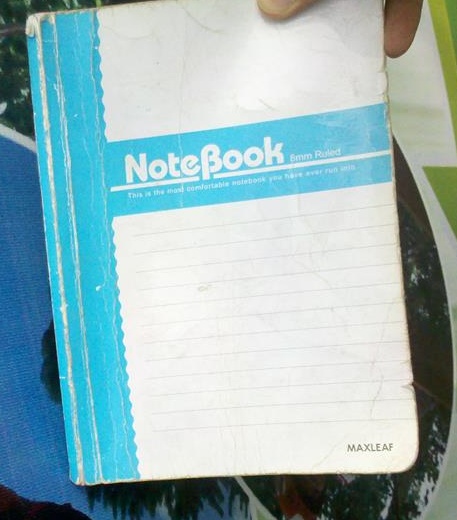 NoteBook 8mm Ruled
This is the most comfortable notebook you have ever run into
MAXLEAF